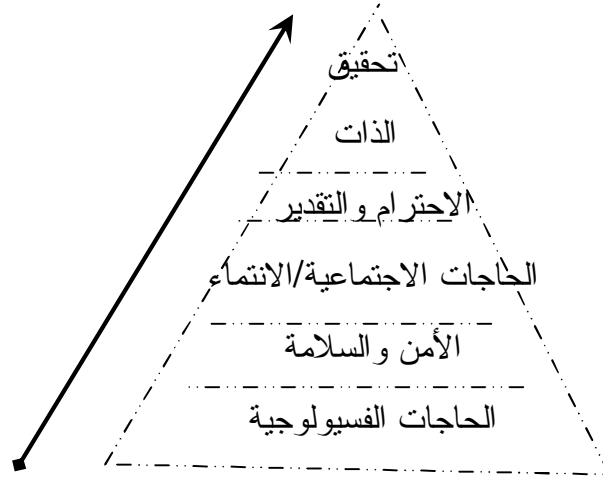 تحقيق
الذات
الاحترام والتقدير
الحاجات الاجتماعية/الانتماء
الأمن والسلامة
الحاجات الفسيولوجية